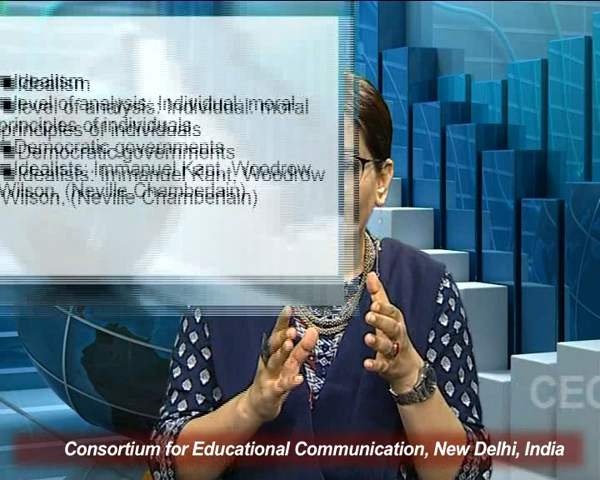 ▪Idealism
▪level of analysis: Individual: moral
principles of individuals
▪Democratic governments
▪Idealists: Immanuel Kant, Woodrow
Wilson, (Neville Chamberlain)
CEC
Consortium for Educational Communication, New Delhi, India